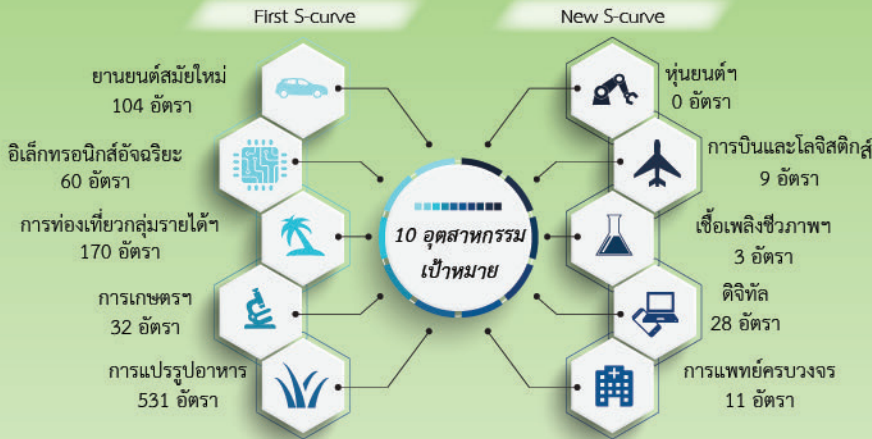 First S-curve
ยานยนต์สมัยใหม่
104 อัตรา
อิเล็กทรอนิกส์อัจฉริยะ
60 อัตรา
การท่องเที่ยวกลุ่มรายได้ฯ
170 อัตรา
การเกษตรฯ
32 อัตรา
การแปรรูปอาหาร
531 อัตรา
10 อุตสาหกรรม
เป้าหมาย
New S-curve
หุ่นยนต์ฯ
0 อัตรา
การบินและโลจิสติกส์
9 อัตรา
เชื้อเพลิงชีวภาพฯ
3 อัตรา
ดิจิทัล
28 อัตรา
การแพทย์ครบวงจร
11 อัตรา